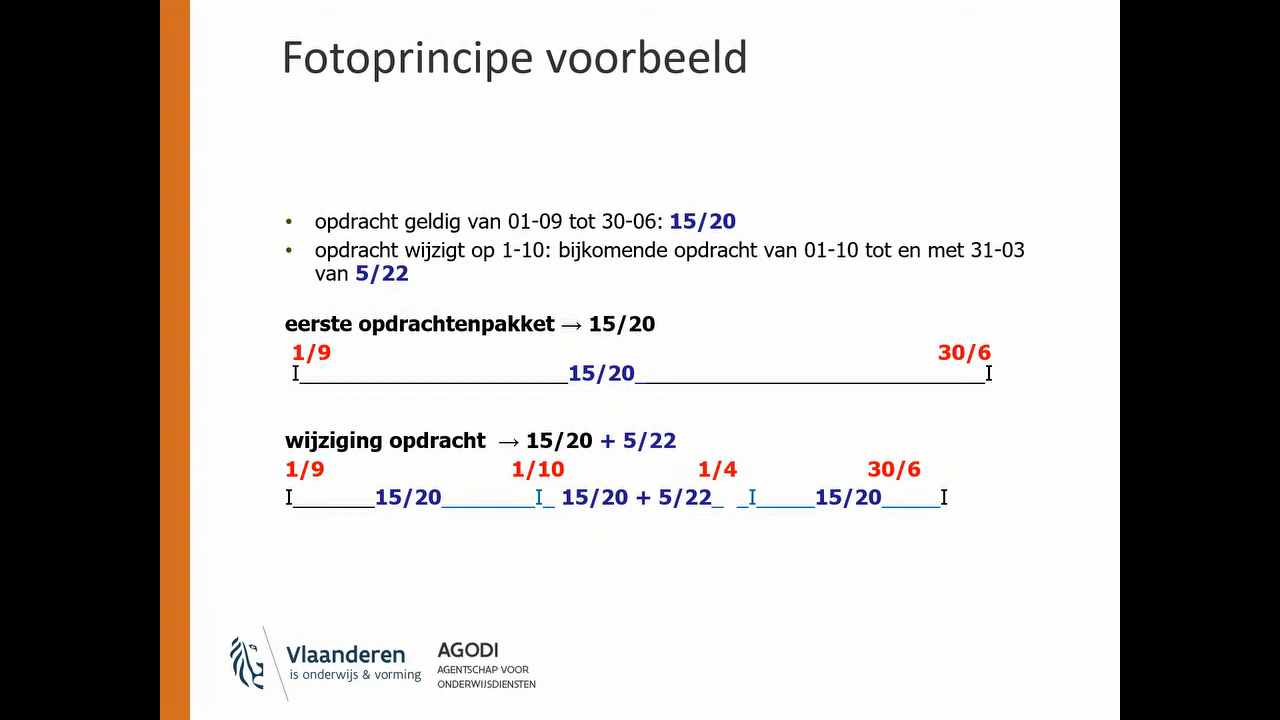 Fotoprincipe voorbeeld
• opdracht geldig van 01-09 tot 30-06: 15/20
• opdracht wijzigt op 1-10: bijkomende opdracht van 01-10 tot en met 31-03
van 5/22
eerste opdrachtenpakket → 15/20
1/9 30/6
I_______________________15/20______________________________I
wijziging opdracht → 15/20 + 5/22
1/9 1/10 1/4 30/6
I_______15/20________I_ 15/20 + 5/22_ _I_____15/20_____I
Vlaanderen
is onderwijs & vorming
AGODI
AGENTSCHAP VOOR
ONDERWIJSDIENSTEN